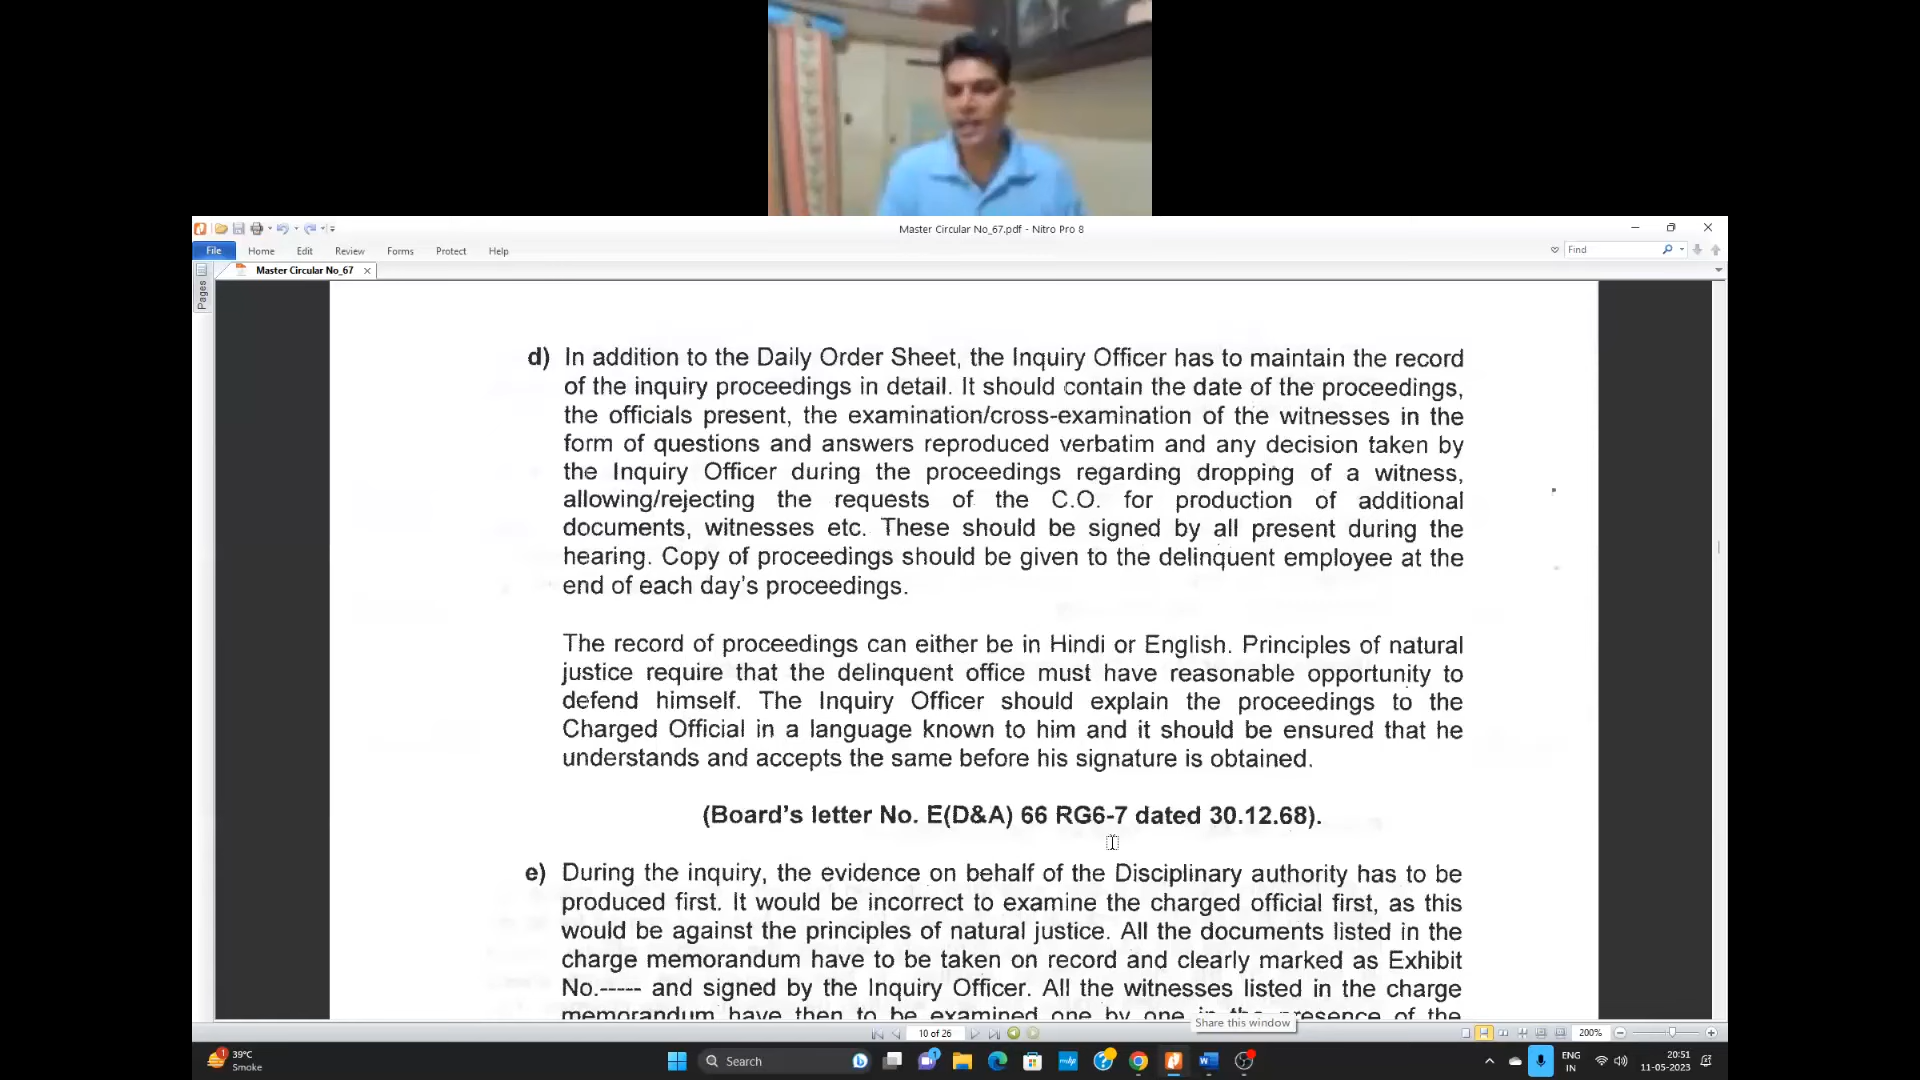 Master Circular No_67.pdf - Nitro Pro 8
File Home Edit Review Forms Protect Help
Find
Master Circular No_67
Pages
d) In addition to the Daily Order Sheet, the Inquiry Officer has to maintain the record
of the inquiry proceedings in detail. It should contain the date of the proceedings,
the officials present, the examination/cross-examination of the witnesses in the
form of questions and answers reproduced verbatim and any decision taken by
the Inquiry Officer during the proceedings regarding dropping of a witness,
allowing/rejecting the requests of the C.O. for production of additional
documents, witnesses etc. These should be signed by all present during the
hearing. Copy of proceedings should be given to the delinquent employee at the
end of each day's proceedings.
The record of proceedings can either be in Hindi or English. Principles of natural
justice require that the delinquent office must have reasonable opportunity to
defend himself. The Inquiry Officer should explain the proceedings to the
Charged Official in a language known to him and it should be ensured that he
understands and accepts the same before his signature is obtained.
(Board's letter No. E(D&A) 66 RG6-7 dated 30.12.68).
e) During the inquiry, the evidence on behalf of the Disciplinary authority has to be
produced first. It would be incorrect to examine the charged official first, as this
would be against the principles of natural justice. All the documents listed in the
charge memorandum have to be taken on record and clearly marked as Exhibit
No.----- and signed by the Inquiry Officer. All the witnesses listed in the charge
memorandum have then to be examined one by one in the presence of the
Share this window
10 of 26
200%
39°C
Smoke
Search
ENG
IN
20:51
11-05-2023